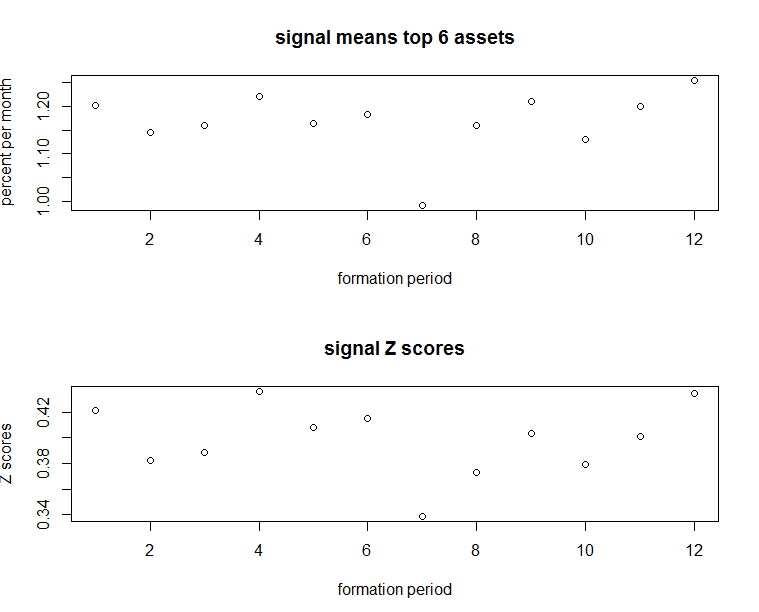 signal means top 6 assets
percent per month
1.20
1.10
1.00
2 4 6 8 10 12
formation period
signal Z scores
Z scores
0.42
0.38
0.34
2 4 6 8 10 12
formation period